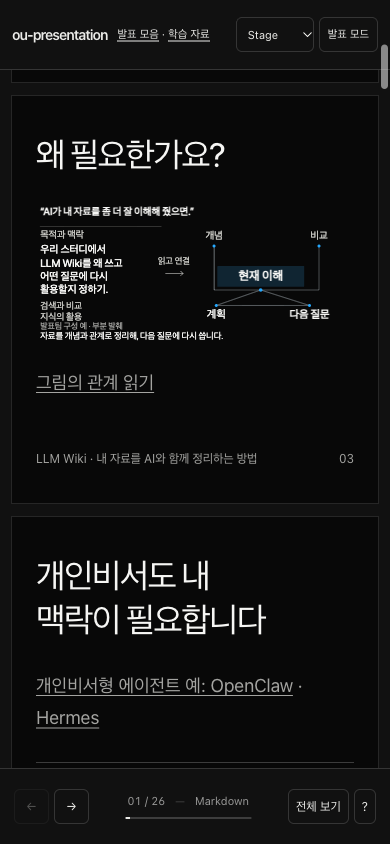 ou-presentation 발표 모음 · 학습 자료 Stage 발표 모드
왜 필요한가요?
“AI가 내 자료를 좀 더 잘 이해해 줬으면.”
목적과 맥락
우리 스터디에서
LLM Wiki를 왜 쓰고
어떤 질문에 다시
활용할지 정하기.
검색과 비교
지식의 활용
발표팀 구성 예 · 부분 발췌
자료를 개념과 관계로 정리해, 다음 질문에 다시 씁니다.
읽고 연결
→
개념 비교
현재 이해
계획 다음 질문
그림의 관계 읽기
LLM Wiki · 내 자료를 AI와 함께 정리하는 방법 03
개인비서도 내
맥락이 필요합니다
개인비서형 에이전트 예: OpenClaw ·
Hermes
← → 01 / 26 — Markdown 전체 보기 ?